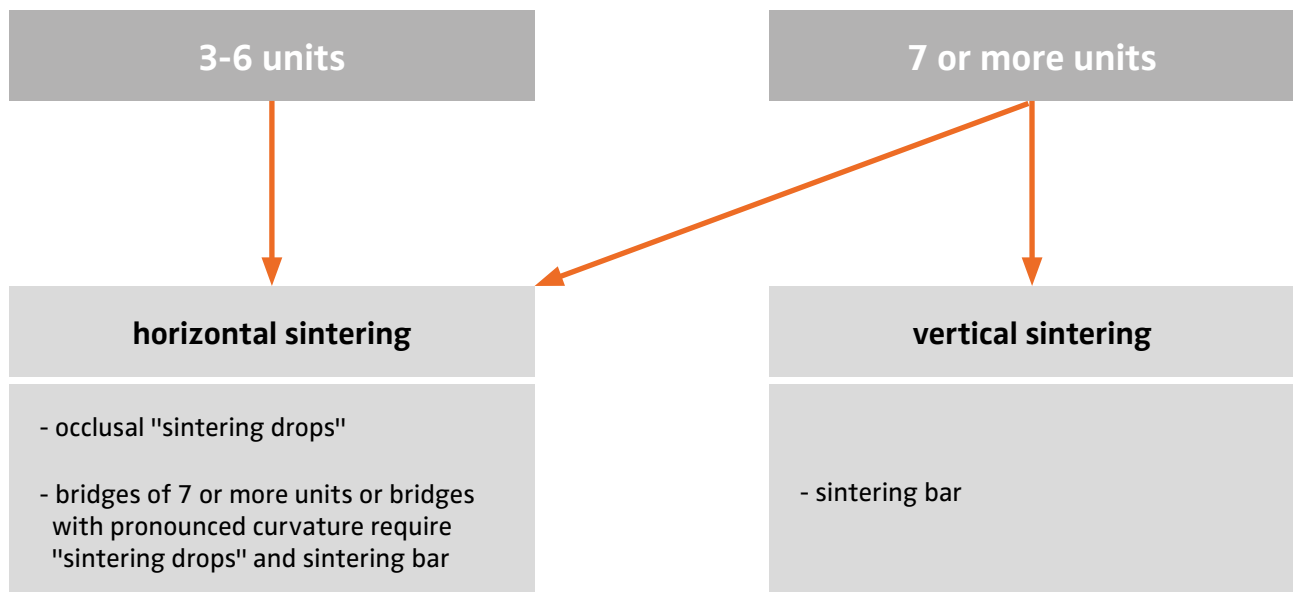 3-6 units
7 or more units
horizontal sintering
- occlusal "sintering drops"
- bridges of 7 or more units or bridges
with pronounced curvature require
"sintering drops" and sintering bar
vertical sintering
- sintering bar